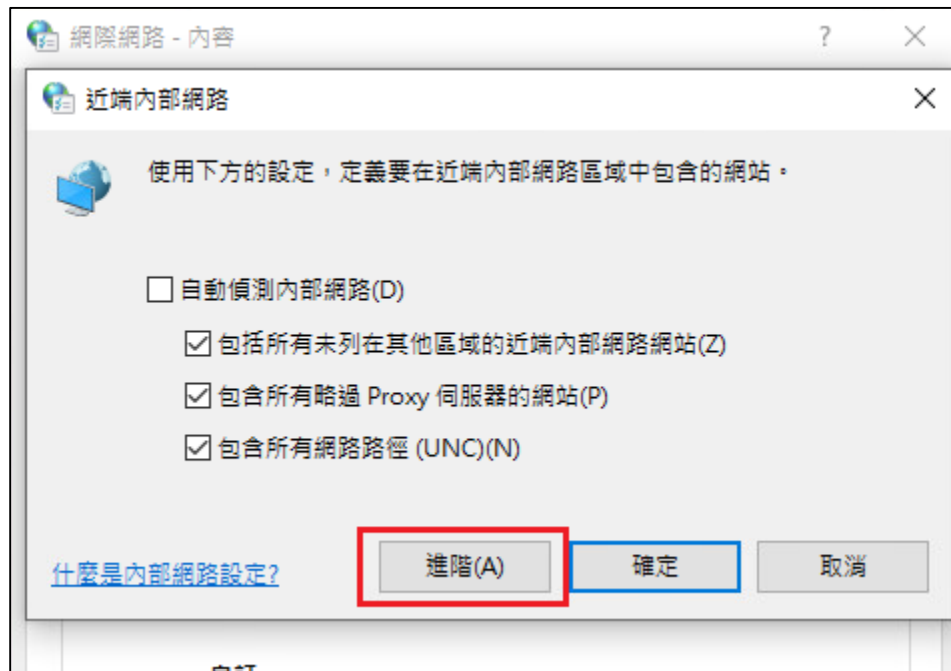 網際網路 - 內容
近端內部網路
使用下方的設定，定義要在近端內部網路區域中包含的網站。
自動偵測內部網路(D)
包括所有未列在其他區域的近端內部網路網站(Z)
包含所有略過 Proxy 伺服器的網站(P)
包含所有網路路徑 (UNC)(N)
什麼是內部網路設定?
進階(A)
確定
取消